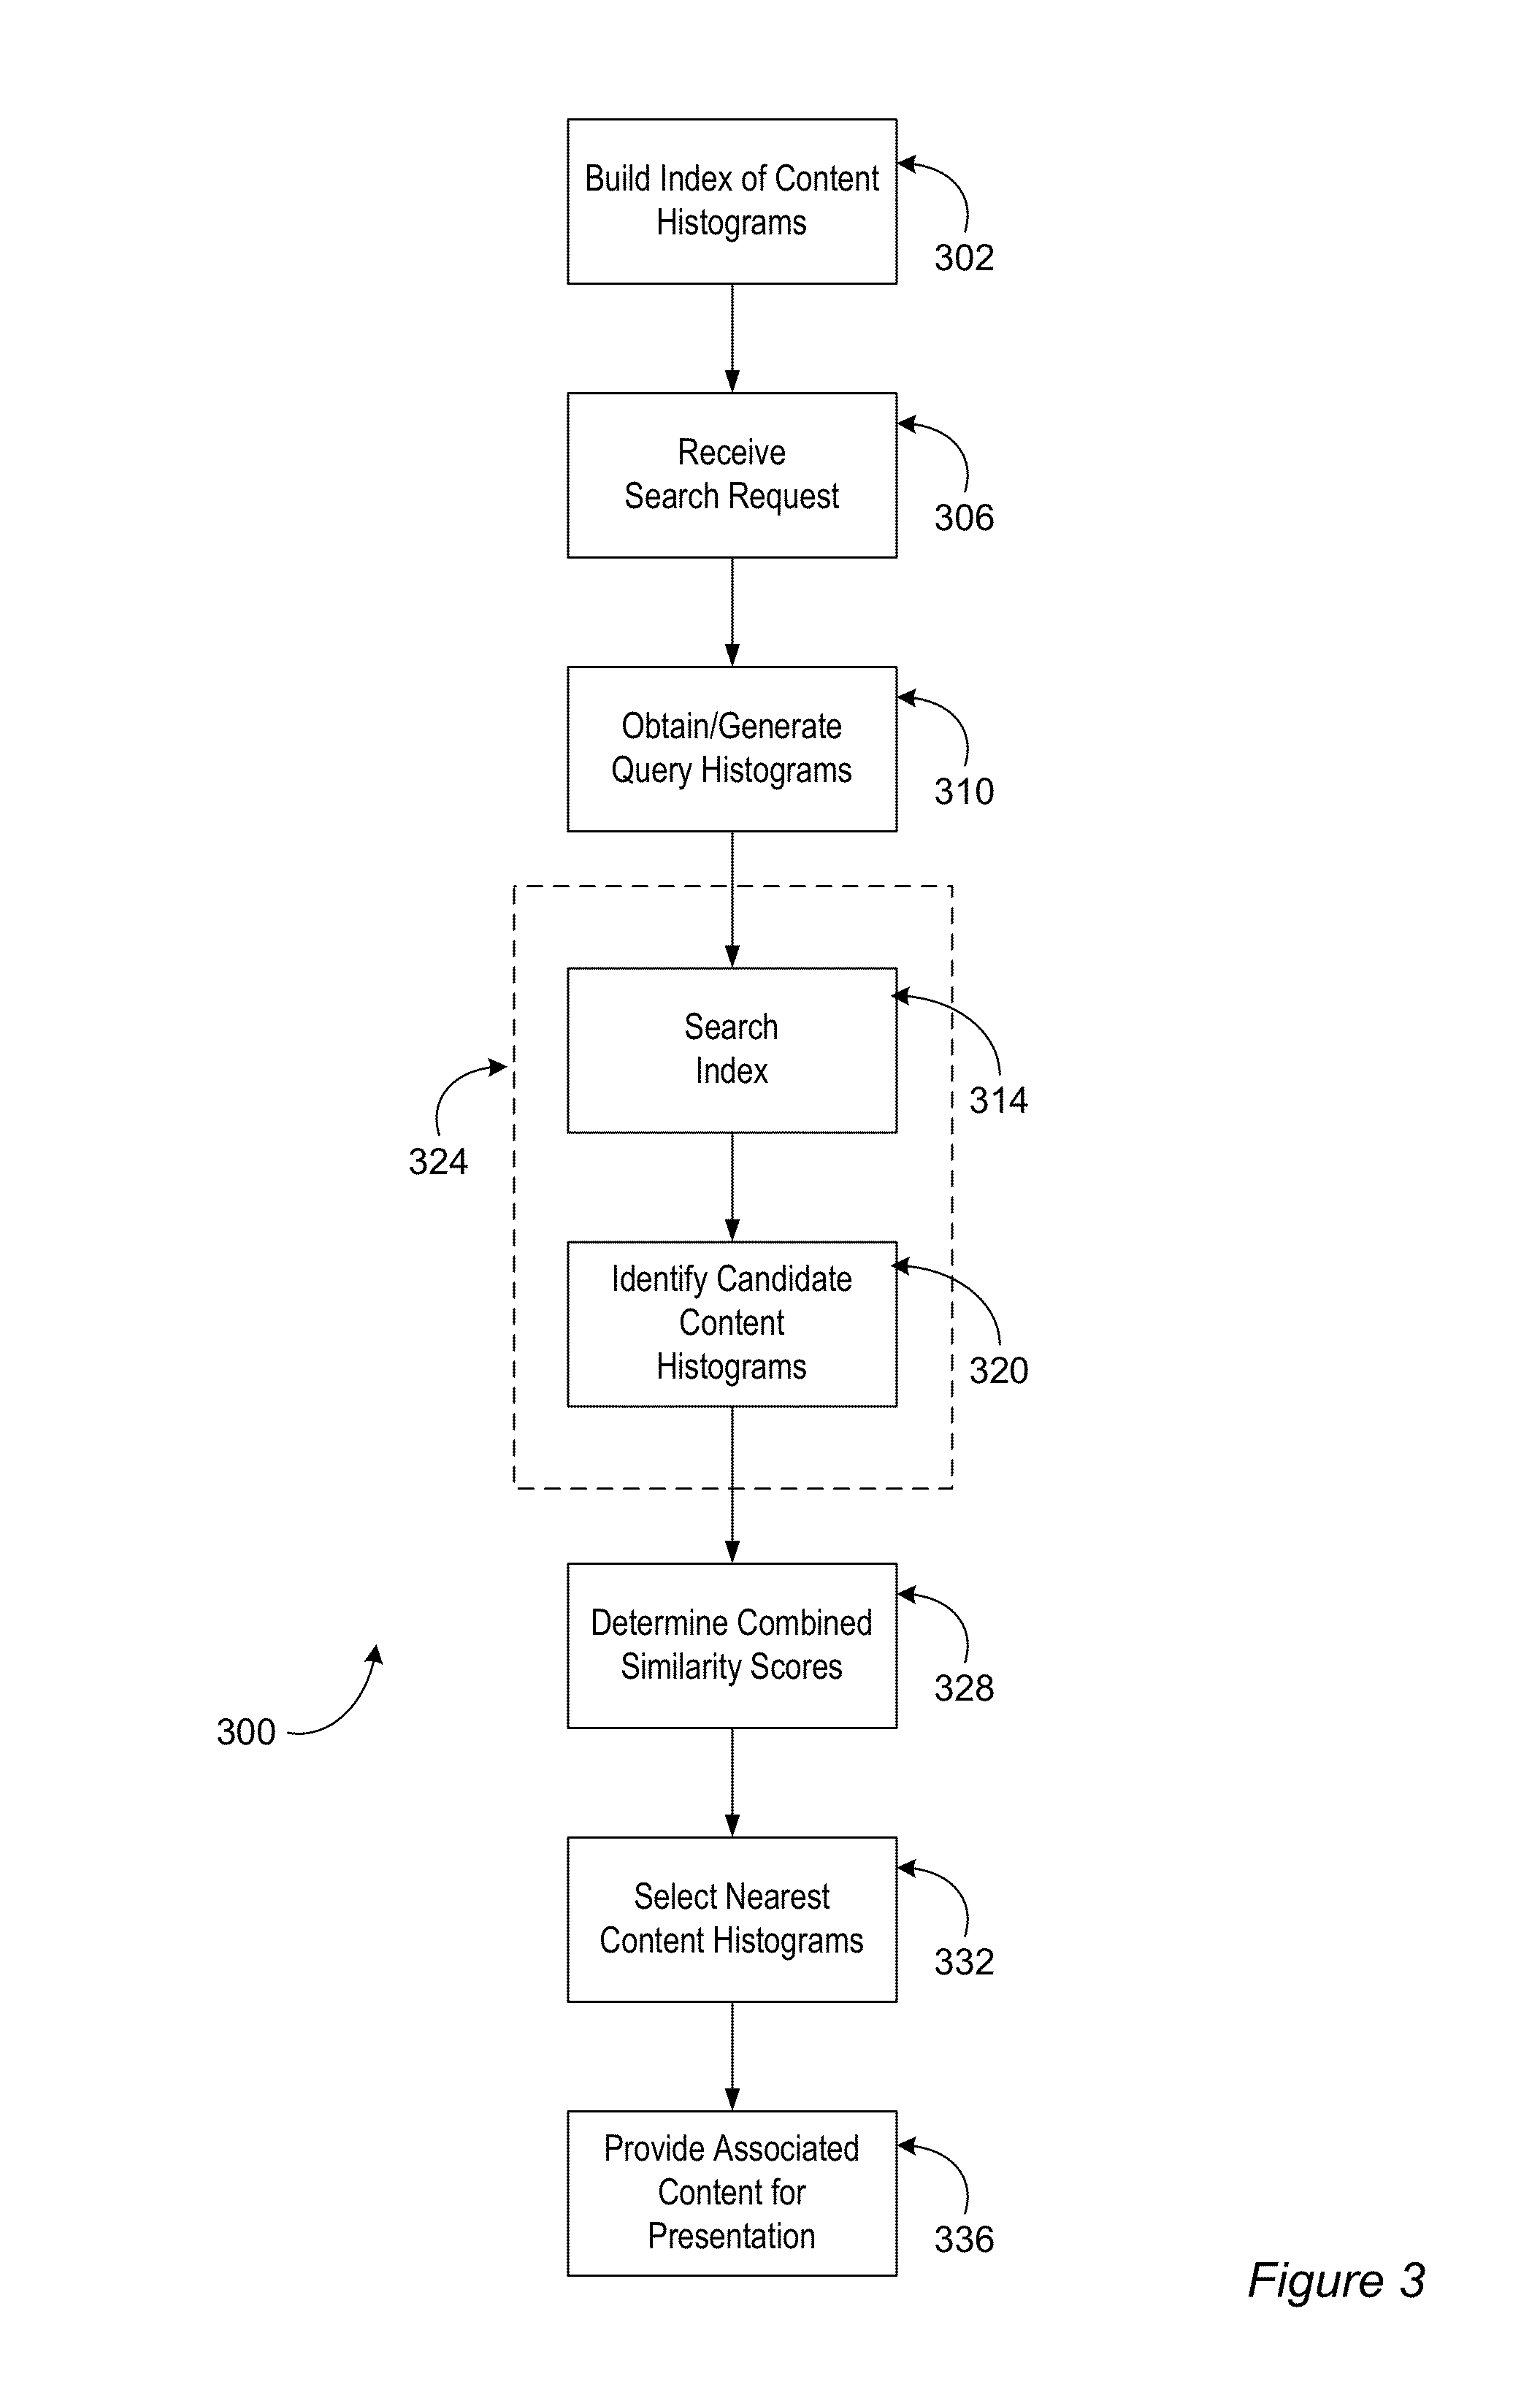 Build Index of Content
Histograms
302
Receive
Search Request
306
Obtain/Generate
Query Histograms
310
Search
Index
314
324
Identify Candidate
Content
Histograms
320
Determine Combined
Similarity Scores
328
300
Select Nearest
Content Histograms
332
Provide Associated
Content for
Presentation
336
Figure 3